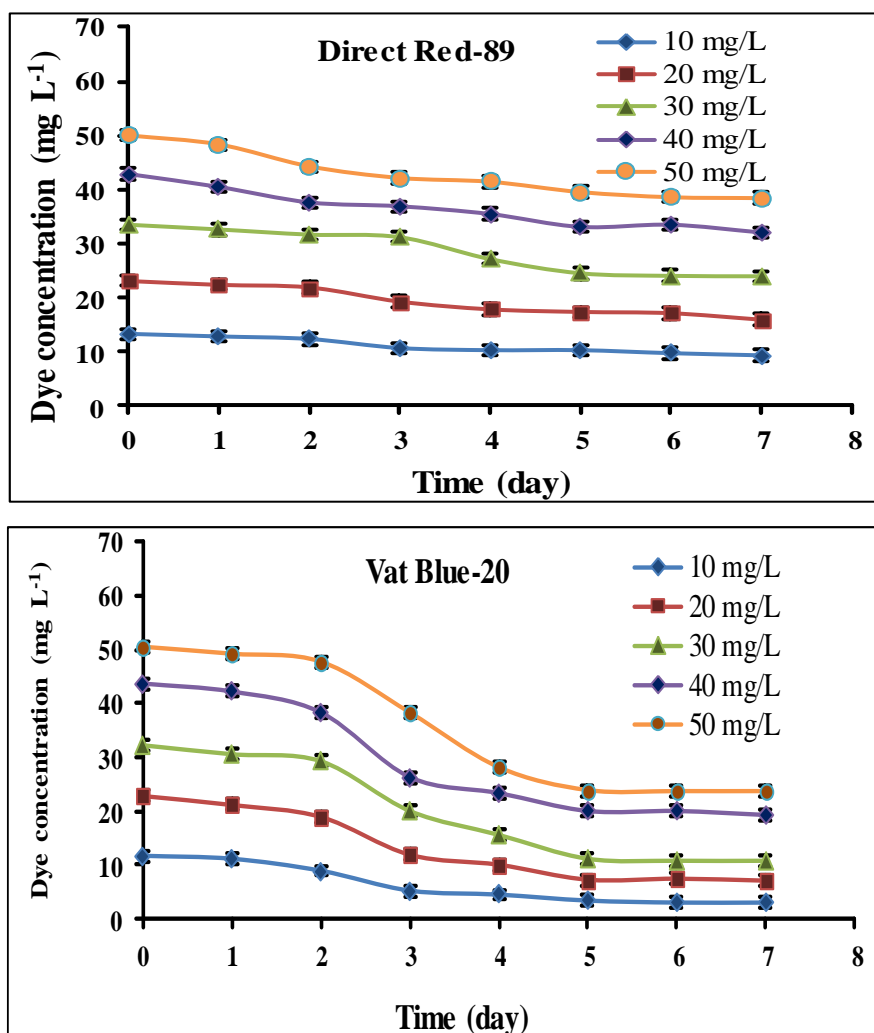 Direct Red-89
Dye concentration (mg L-1)
70
60
50
40
30
20
10
0
0 1 2 3 4 5 6 7 8
Time (day)
10 mg/L
20 mg/L
30 mg/L
40 mg/L
50 mg/L
Vat Blue-20
Dye concentration (mg L-1)
70
60
50
40
30
20
10
0
0 1 2 3 4 5 6 7 8
Time (day)
10 mg/L
20 mg/L
30 mg/L
40 mg/L
50 mg/L